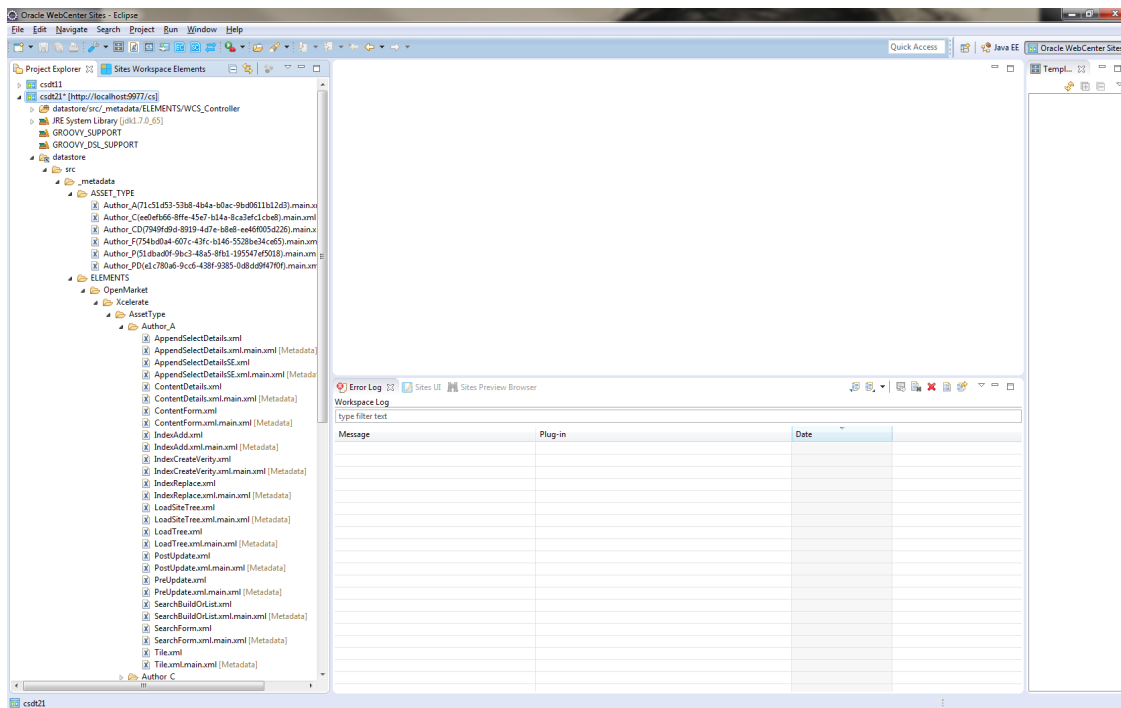 Oracle WebCenter Sites - Eclipse
File Edit Navigate Search Project Run Window Help
Quick Access Java EE Oracle WebCenter Sites
Project Explorer Sites Workspace Elements
Templ...
csdt11
csdt21* [http://localhost:9977/cs]
datastore/src/_metadata/ELEMENTS/WCS_Controller
JRE System Library [jdk1.7.0_65]
GROOVY_SUPPORT
GROOVY_DSL_SUPPORT
datastore
src
_metadata
ASSET_TYPE
Author_A(71c51d53-53b8-4b4a-b0ac-9bd0611b12d3).main.x
Author_C(ee0efb66-8ffe-45e7-b14a-8ca3efc1cbe8).main.xml
Author_CD(7949fd9d-8919-4d7e-b8e8-ee46f005d226).main.x
Author_F(754bd0a4-607c-43fc-b146-5528be34ce65).main.xm
Author_P(51dbad0f-9bc3-48a5-8fb1-195547ef5018).main.xm
Author_PD(e1c780a6-9cc6-438f-9385-0d8dd9f47f0f).main.xm
ELEMENTS
OpenMarket
Xcelerate
AssetType
Author_A
AppendSelectDetails.xml
AppendSelectDetails.xml.main.xml [Metadata]
AppendSelectDetailsSE.xml
AppendSelectDetailsSE.xml.main.xml [Metada
ContentDetails.xml
ContentDetails.xml.main.xml [Metadata]
ContentForm.xml
ContentForm.xml.main.xml [Metadata]
IndexAdd.xml
IndexAdd.xml.main.xml [Metadata]
IndexCreateVerity.xml
IndexCreateVerity.xml.main.xml [Metadata]
IndexReplace.xml
IndexReplace.xml.main.xml [Metadata]
LoadSiteTree.xml
LoadSiteTree.xml.main.xml [Metadata]
LoadTree.xml
LoadTree.xml.main.xml [Metadata]
PostUpdate.xml
PostUpdate.xml.main.xml [Metadata]
PreUpdate.xml
PreUpdate.xml.main.xml [Metadata]
SearchBuildOrList.xml
SearchBuildOrList.xml.main.xml [Metadata]
SearchForm.xml
SearchForm.xml.main.xml [Metadata]
Tile.xml
Tile.xml.main.xml [Metadata]
Author C
Error Log Sites UI Sites Preview Browser
Workspace Log
type filter text
Message Plug-in Date
csdt21